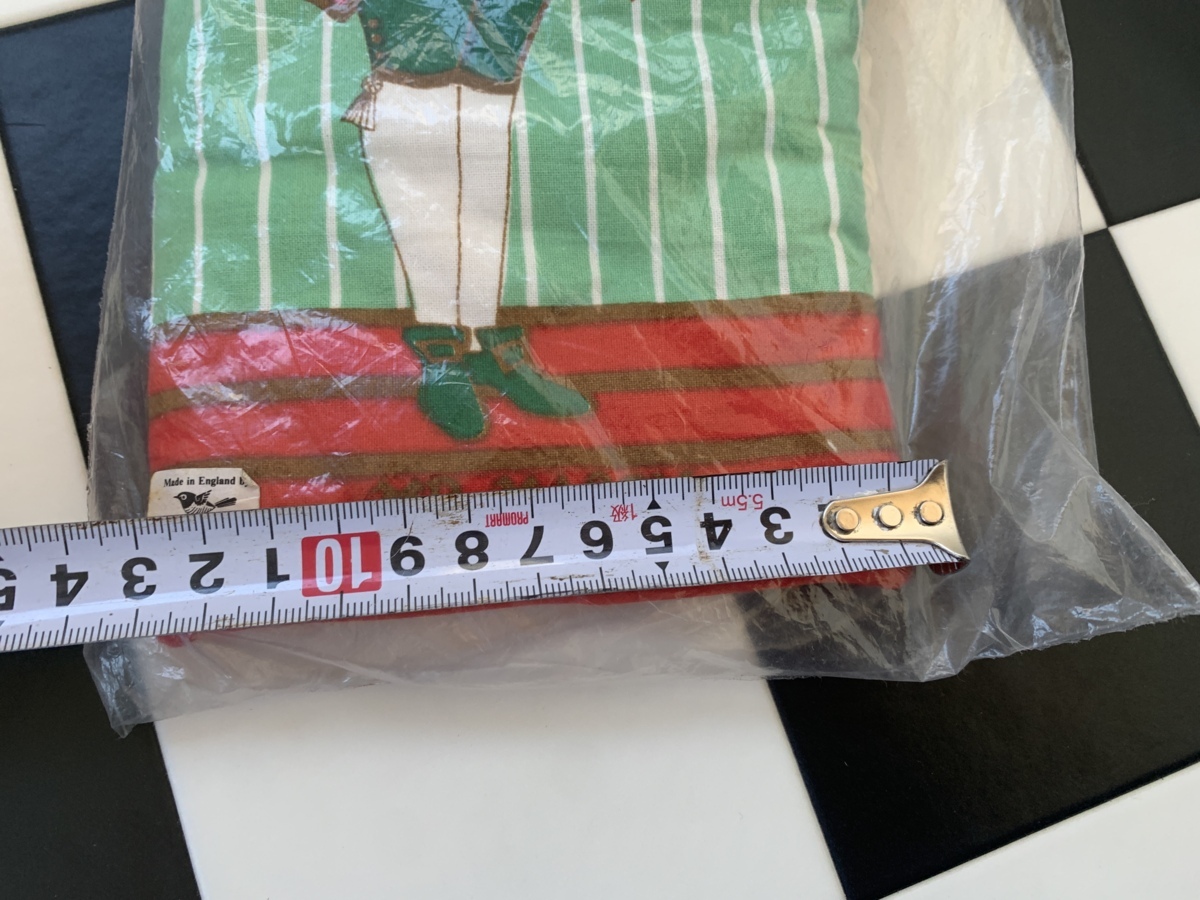 Made in England b
5 4 3 2 1 10 9 8 7 6 5 4 3
PROMART
1級
5.5m